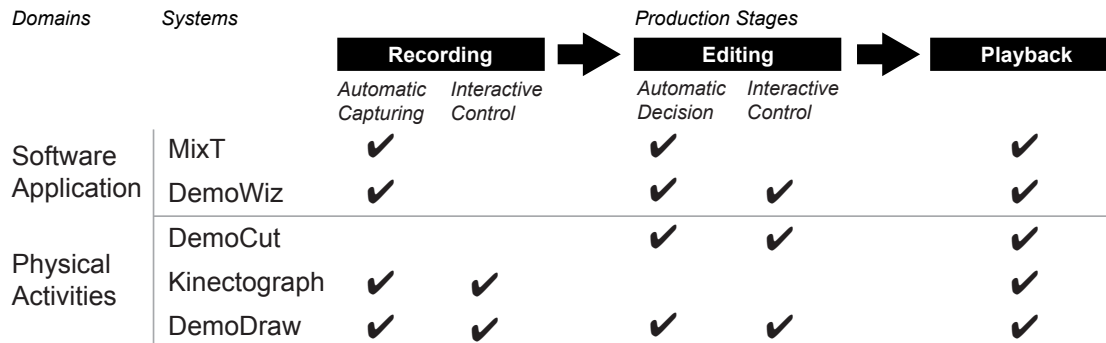 Domains Systems Production Stages
Recording Editing Playback
Automatic Interactive Automatic Interactive
Capturing Control Decision Control
Software
Application
MixT ✔ ✔ ✔
DemoWiz ✔ ✔ ✔ ✔
Physical
Activities
DemoCut ✔ ✔ ✔
Kinectograph ✔ ✔ ✔
DemoDraw ✔ ✔ ✔ ✔ ✔